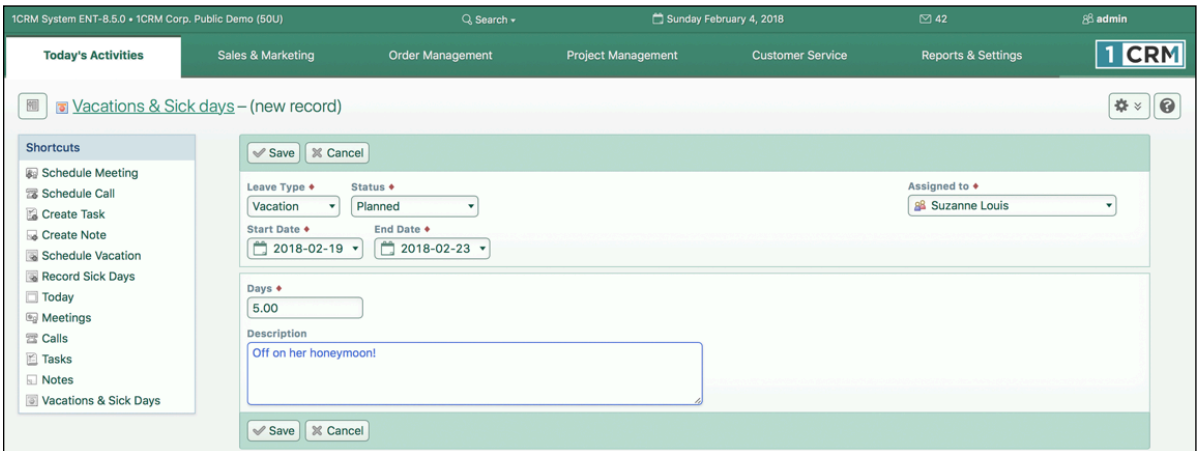 1CRM System ENT-8.5.0 • 1CRM Corp. Public Demo (50U) Search Sunday February 4, 2018 42 admin
Today's Activities Sales & Marketing Order Management Project Management Customer Service Reports & Settings 1 CRM
Vacations & Sick days – (new record)
Shortcuts
Schedule Meeting
Schedule Call
Create Task
Create Note
Schedule Vacation
Record Sick Days
Today
Meetings
Calls
Tasks
Notes
Vacations & Sick Days
Save Cancel
Leave Type Status Assigned to
Vacation Planned Suzanne Louis
Start Date End Date
2018-02-19 2018-02-23
Days
5.00
Description
Off on her honeymoon!
Save Cancel